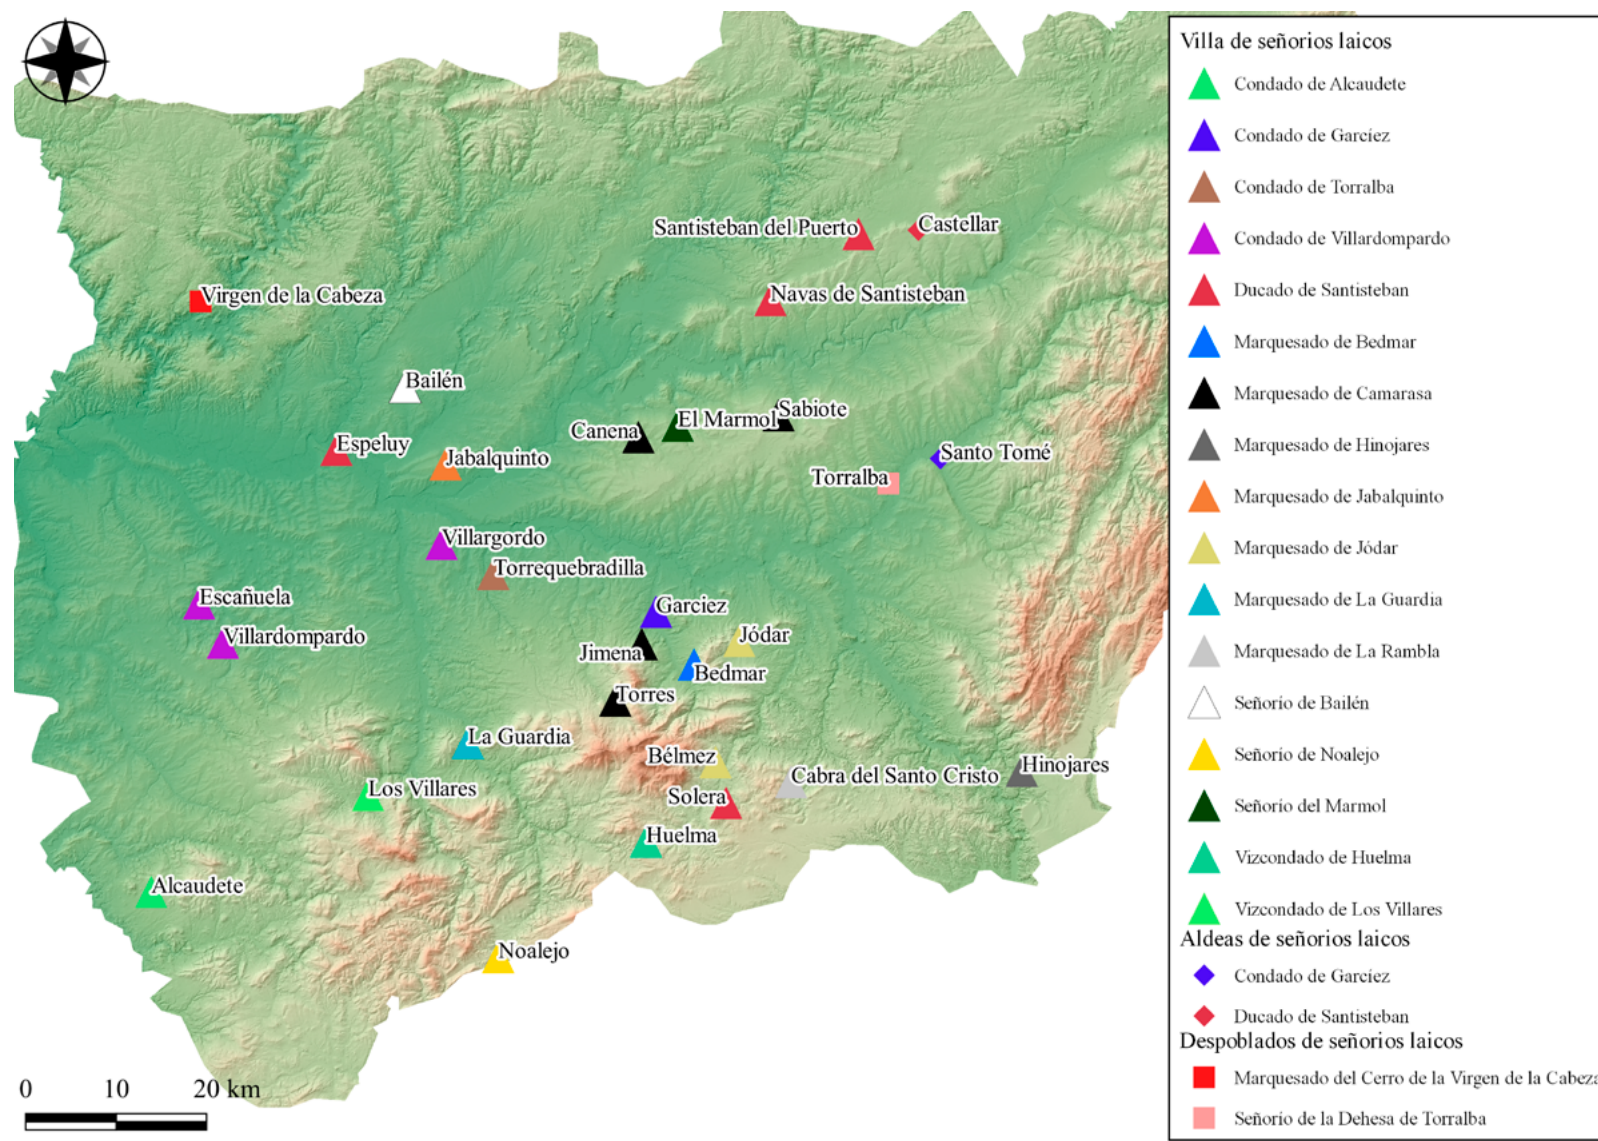 Villa de señorios laicos
Condado de Alcaudete
Condado de Garcíez
Condado de Torralba
Condado de Villardompardo
Ducado de Santisteban
Marquesado de Bedmar
Marquesado de Camarasa
Marquesado de Hinojares
Marquesado de Jabalquinto
Marquesado de Jódar
Marquesado de La Guardia
Marquesado de La Rambla
Señorío de Bailén
Señorío de Noalejo
Señorío del Marmol
Vizcondado de Huelma
Vizcondado de Los Villares
Aldeas de señorios laicos
Condado de Garcíez
Ducado de Santisteban
Despoblados de señorios laicos
Marquesado del Cerro de la Virgen de la Cabeza
Señorío de la Dehesa de Torralba
Santisteban del Puerto
Castellar
Virgen de la Cabeza
Navas de Santisteban
Bailén
Sabiote
El Marmol
Canena
Espeluy
Jabalquinto
Santo Tomé
Torralba
Villargordo
Torrequebradilla
Escañuela
Garciez
Villardompardo
Jódar
Jimena
Bedmar
Torres
La Guardia
Bélmez
Hinojares
Cabra del Santo Cristo
Los Villares
Solera
Huelma
Alcaudete
Noalejo
0 10 20 km